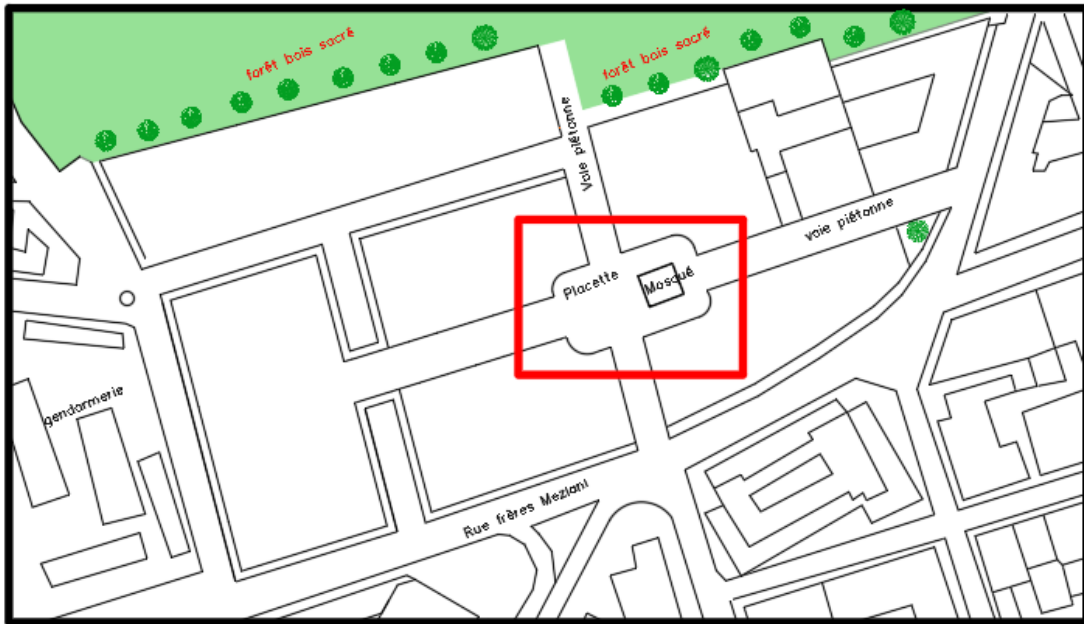 forêt bois sacré
forêt bois sacré
Voie piétonne
voie piétonne
Placette
Mosqué
gendarmerie
Rue frères Meziani